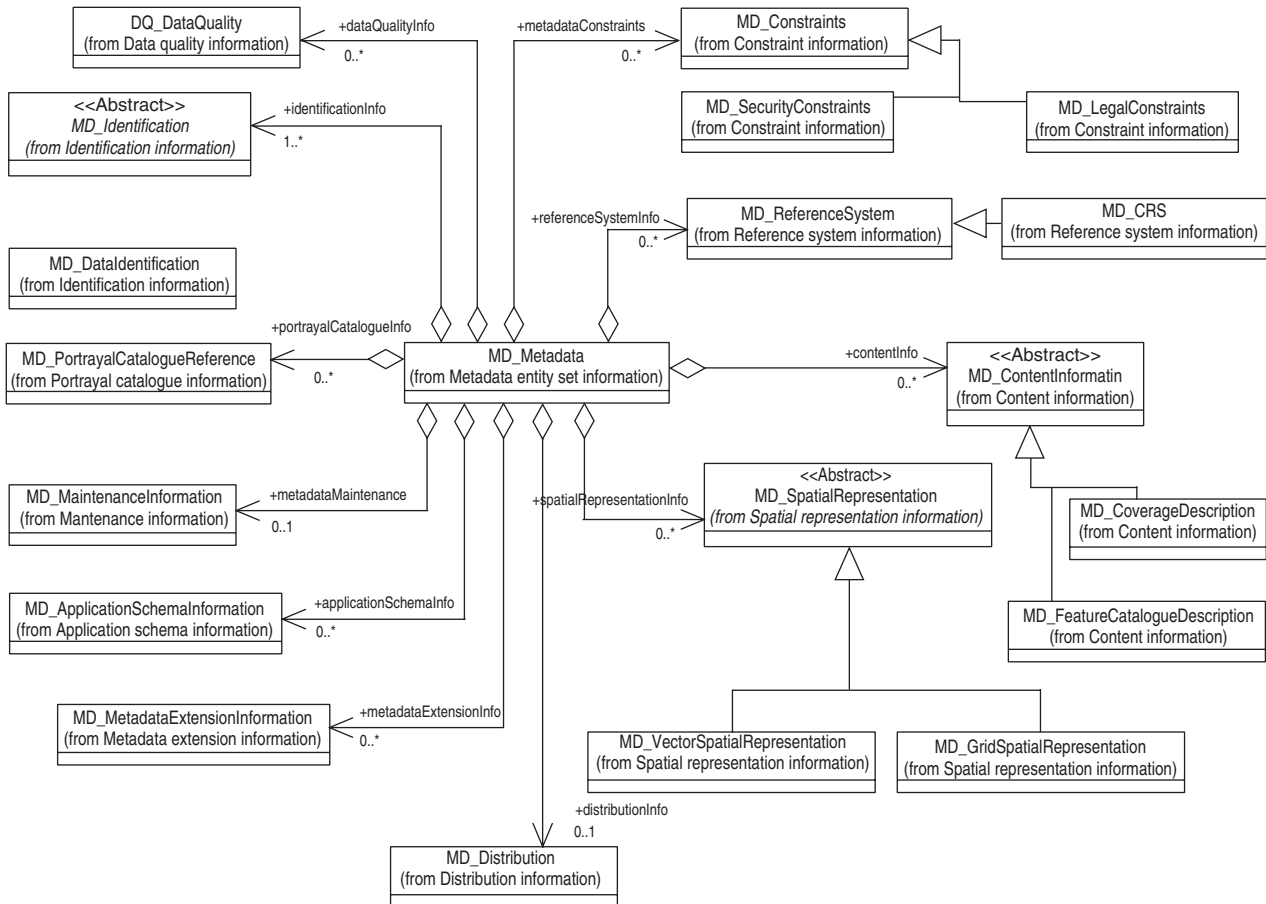 DQ_DataQuality
(from Data quality information)
+dataQualityInfo
0..*
+metadataConstraints
0..*
MD_Constraints
(from Constraint information)
<<Abstract>>
MD_Identification
(from Identification information)
+identificationInfo
1..*
MD_SecurityConstraints
(from Constraint information)
MD_LegalConstraints
(from Constraint information)
+referenceSystemInfo
0..*
MD_ReferenceSystem
(from Reference system information)
MD_CRS
(from Reference system information)
MD_DataIdentification
(from Identification information)
+portrayalCatalogueInfo
0..*
MD_PortrayalCatalogueReference
(from Portrayal catalogue information)
MD_Metadata
(from Metadata entity set information)
+contentInfo
0..*
<<Abstract>>
MD_ContentInformatin
(from Content information)
MD_MaintenanceInformation
(from Mantenance information)
+metadataMaintenance
0..1
+spatialRepresentationInfo
0..*
<<Abstract>>
MD_SpatialRepresentation
(from Spatial representation information)
MD_CoverageDescription
(from Content information)
MD_ApplicationSchemaInformation
(from Application schema information)
+applicationSchemaInfo
0..*
MD_FeatureCatalogueDescription
(from Content information)
MD_MetadataExtensionInformation
(from Metadata extension information)
+metadataExtensionInfo
0..*
MD_VectorSpatialRepresentation
(from Spatial representation information)
MD_GridSpatialRepresentation
(from Spatial representation information)
+distributionInfo
0..1
MD_Distribution
(from Distribution information)